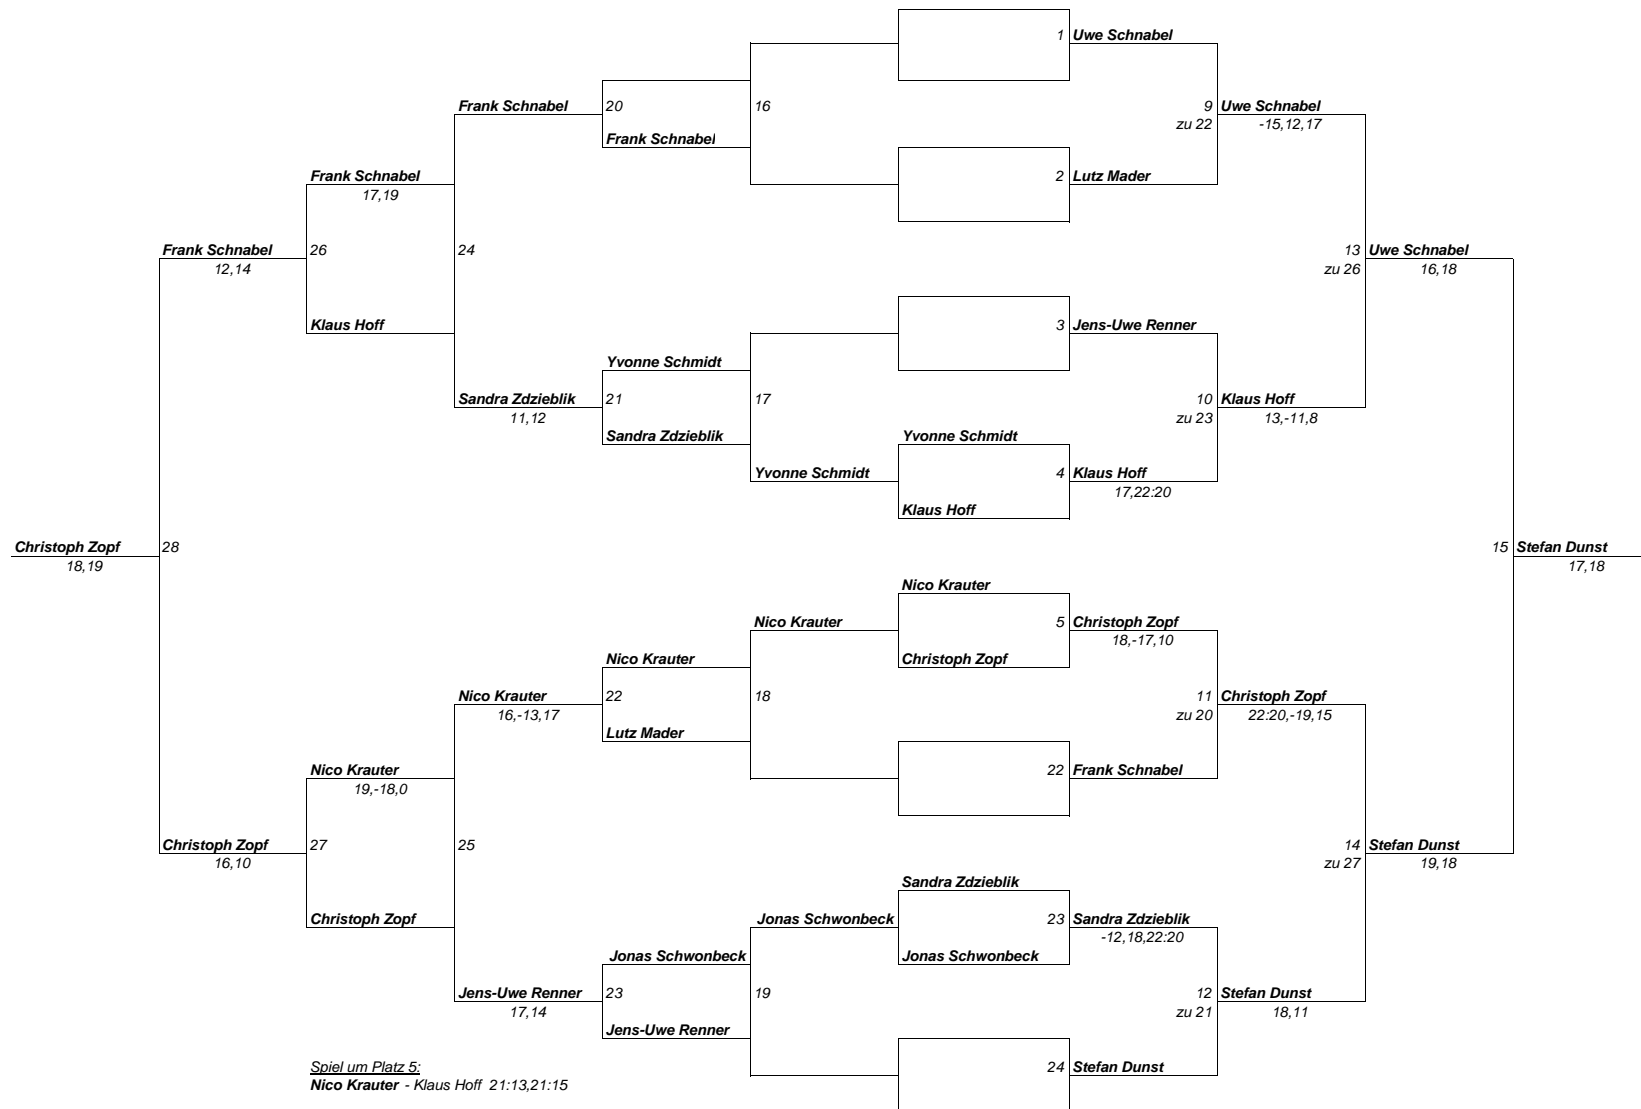 1 Uwe Schnabel
Frank Schnabel 20 16 9 Uwe Schnabel
zu 22 -15,12,17
Frank Schnabel
Frank Schnabel 2 Lutz Mader
17,19
Frank Schnabel 26 24 13 Uwe Schnabel
12,14 zu 26 16,18
Klaus Hoff 3 Jens-Uwe Renner
Yvonne Schmidt
Sandra Zdzieblik 21 17 10 Klaus Hoff
11,12 zu 23 13,-11,8
Sandra Zdzieblik Yvonne Schmidt
Yvonne Schmidt 4 Klaus Hoff
17,22:20
Klaus Hoff
Christoph Zopf 28 15 Stefan Dunst
18,19 17,18
Nico Krauter
Nico Krauter 5 Christoph Zopf
18,-17,10
Nico Krauter Christoph Zopf
Nico Krauter 22 18 11 Christoph Zopf
16,-13,17 zu 20 22:20,-19,15
Lutz Mader
Nico Krauter 22 Frank Schnabel
19,-18,0
Christoph Zopf 27 25 14 Stefan Dunst
16,10 zu 27 19,18
Sandra Zdzieblik
Christoph Zopf Jonas Schwonbeck 23 Sandra Zdzieblik
-12,18,22:20
Jonas Schwonbeck Jonas Schwonbeck
Jens-Uwe Renner 23 19 12 Stefan Dunst
17,14 zu 21 18,11
Jens-Uwe Renner
Spiel um Platz 5: 24 Stefan Dunst
Nico Krauter - Klaus Hoff 21:13,21:15